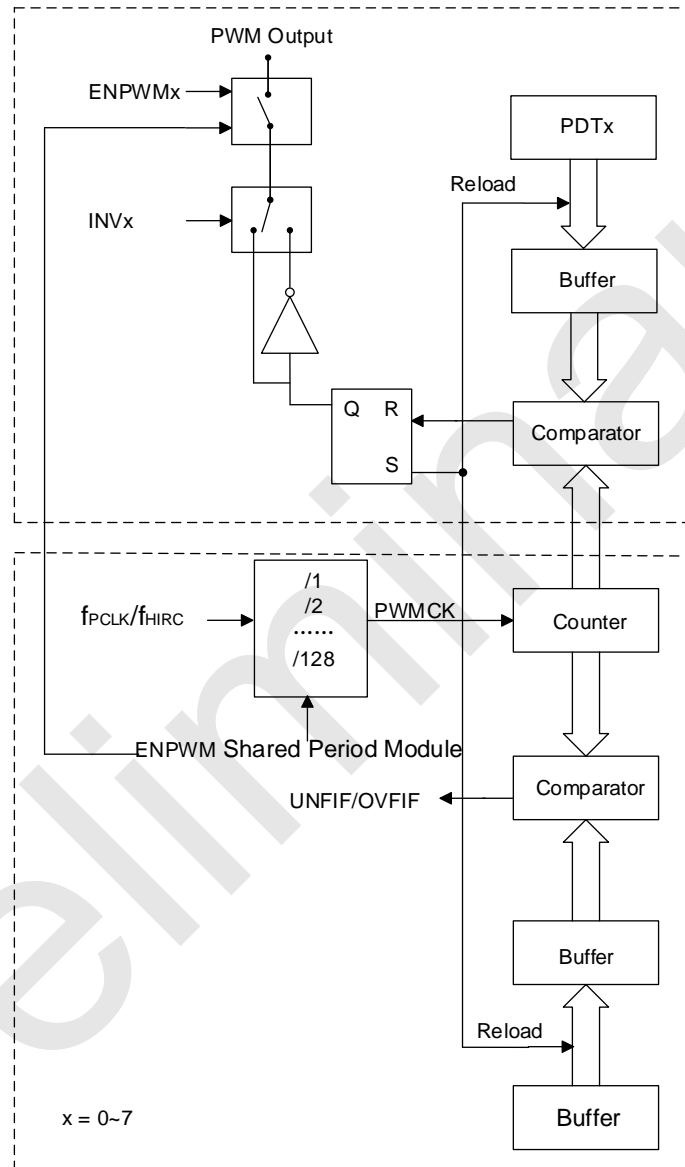 PWM Output
ENPWMx
PDTx
Reload
INVx
Buffer
Q R
S
Comparator
/1
/2
......
/128
fPCLK/fHIRC
PWMCK
Counter
ENPWM Shared Period Module
UNFIF/OVFIF
Comparator
Buffer
Reload
x = 0~7
Buffer
elimina